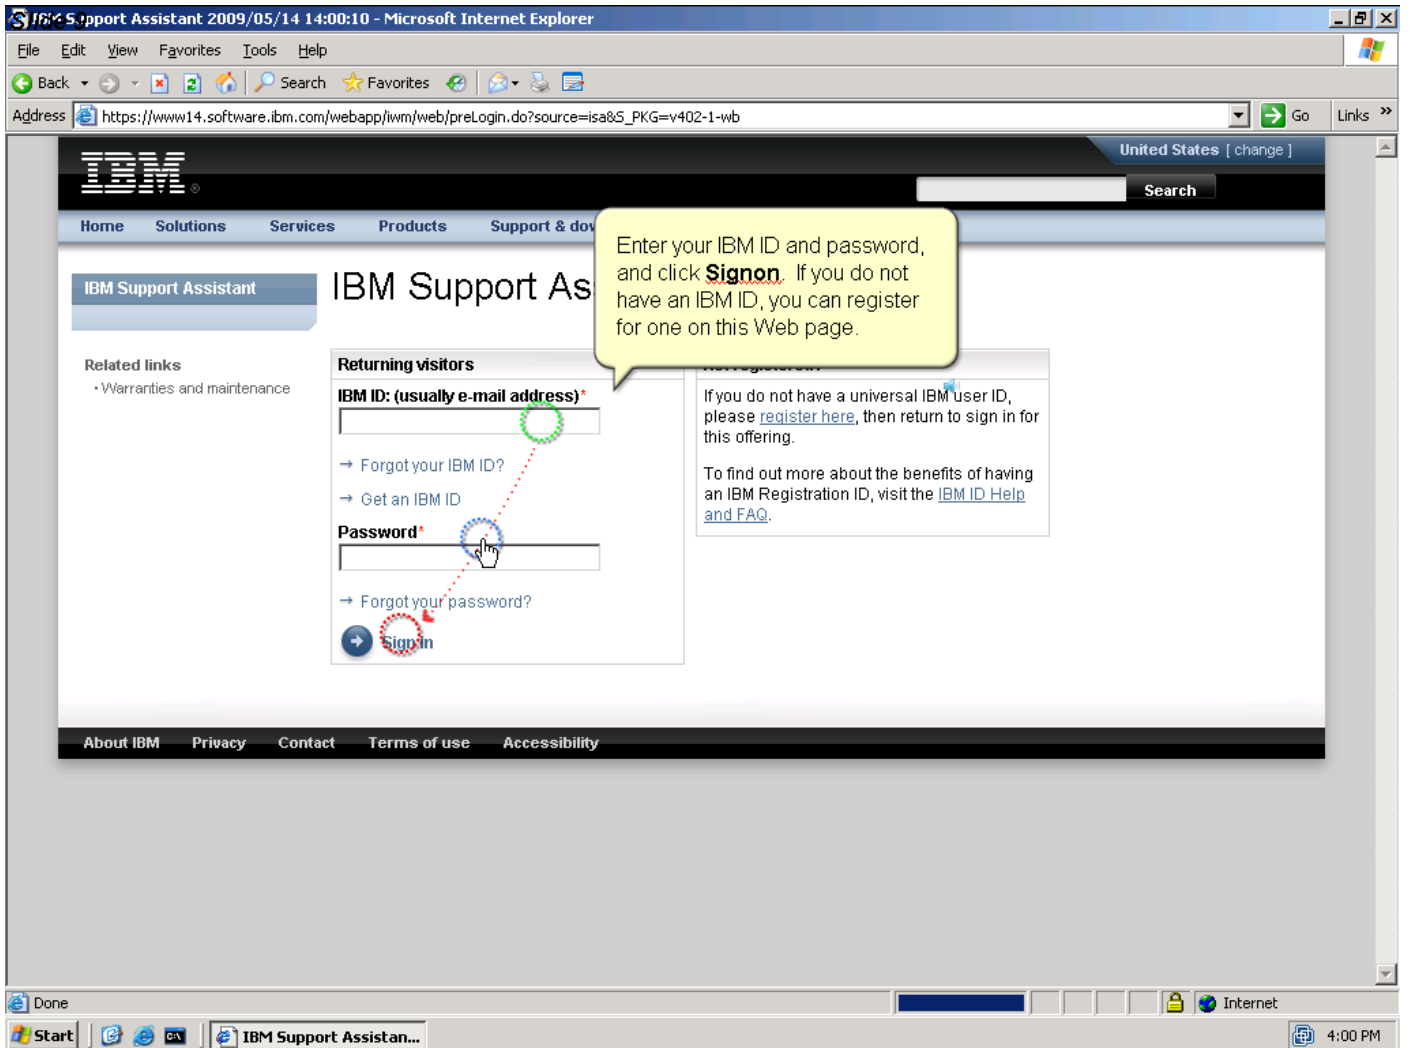 IBM Support Assistant 2009/05/14 14:00:10 - Microsoft Internet Explorer
Slide 9
File Edit View Favorites Tools Help
Back Search Favorites
Address https://www14.software.ibm.com/webapp/iwm/web/preLogin.do?source=isa&S_PKG=v402-1-wb Go Links »
United States [ change ]
IBM ®
Search
Home Solutions Services Products Support &
Enter your IBM ID and password,
and click Signon. If you do not
have an IBM ID, you can register
for one on this Web page.
IBM Support Assistant
IBM Support
Related links
• Warranties and maintenance
Returning visitors
IBM ID: (usually e-mail address)*
→ Forgot your IBM ID?
→ Get an IBM ID
Password*
→ Forgot your password?
Sign in
If you do not have a universal IBM user ID,
please register here, then return to sign in for
this offering.
To find out more about the benefits of having
an IBM Registration ID, visit the IBM ID Help
and FAQ.
About IBM Privacy Contact Terms of use Accessibility
Done Internet
Start IBM Support Assistan... 4:00 PM